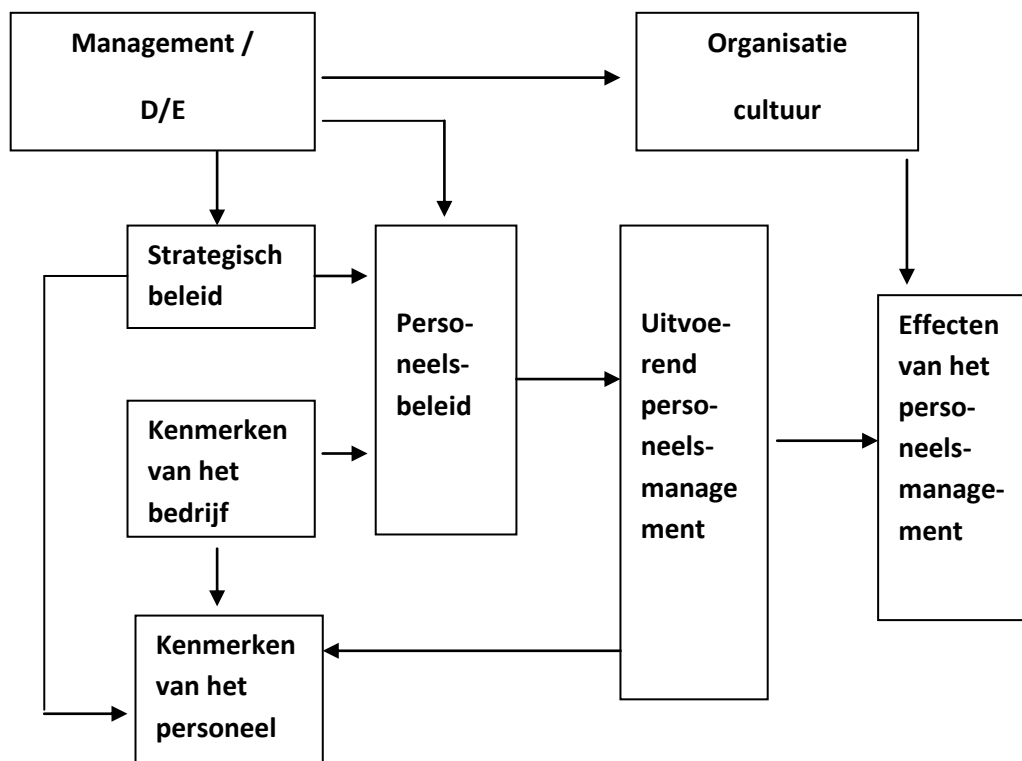 Management /
D/E
Organisatie
cultuur
Strategisch
beleid
Perso-
neels-
beleid
Uitvoe-
rend
perso-
neels-
manage
ment
Effecten
van het
perso-
neels-
manage-
ment
Kenmerken
van het
bedrijf
Kenmerken
van het
personeel